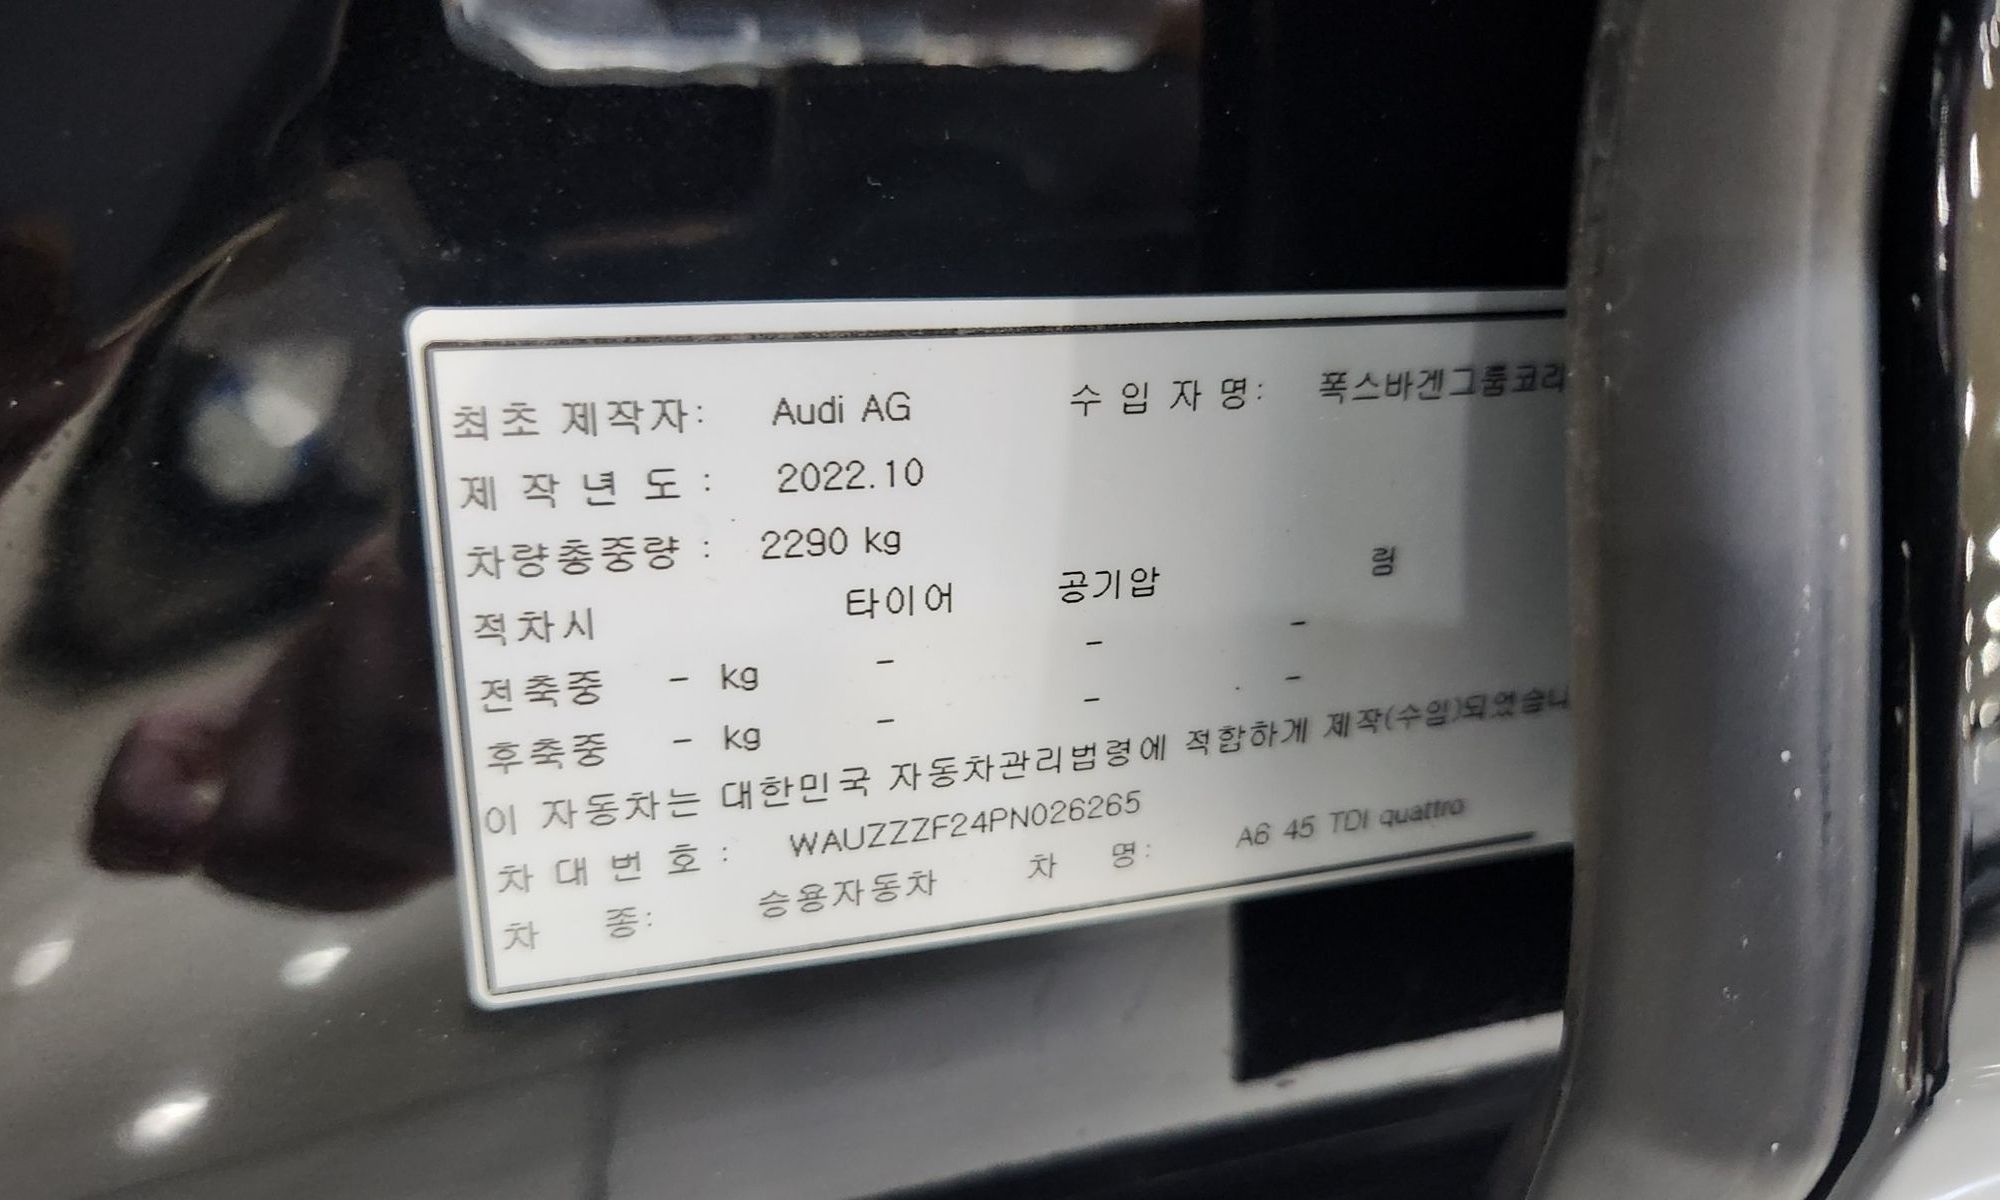 최초 제작자: Audi AG 수 입 자 명: 폭스바겐그룹코리
제 작 년 도 : 2022.10
차량총중량 : 2290 kg
적차시 타이어 공기압 림
전축중 - kg - - -
후축중 - kg - - -
이 자동차는 대한민국 자동차관리법령에 적합하게 제작(수입)되었습니
차 대 번 호 : WAUZZZF24PN026265
차 종: 승용자동차 차 명: A6 45 TDI quattro